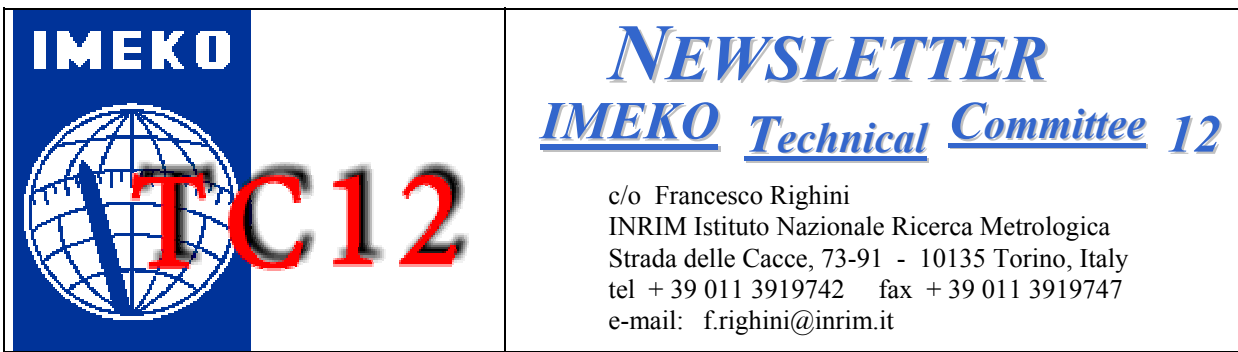 IMEKO
TC12
NEWSLETTER
IMEKO Technical Committee 12
c/o Francesco Righini
INRIM Istituto Nazionale Ricerca Metrologica
Strada delle Cacce, 73-91 - 10135 Torino, Italy
tel + 39 011 3919742 fax + 39 011 3919747
e-mail: f.righini@inrim.it